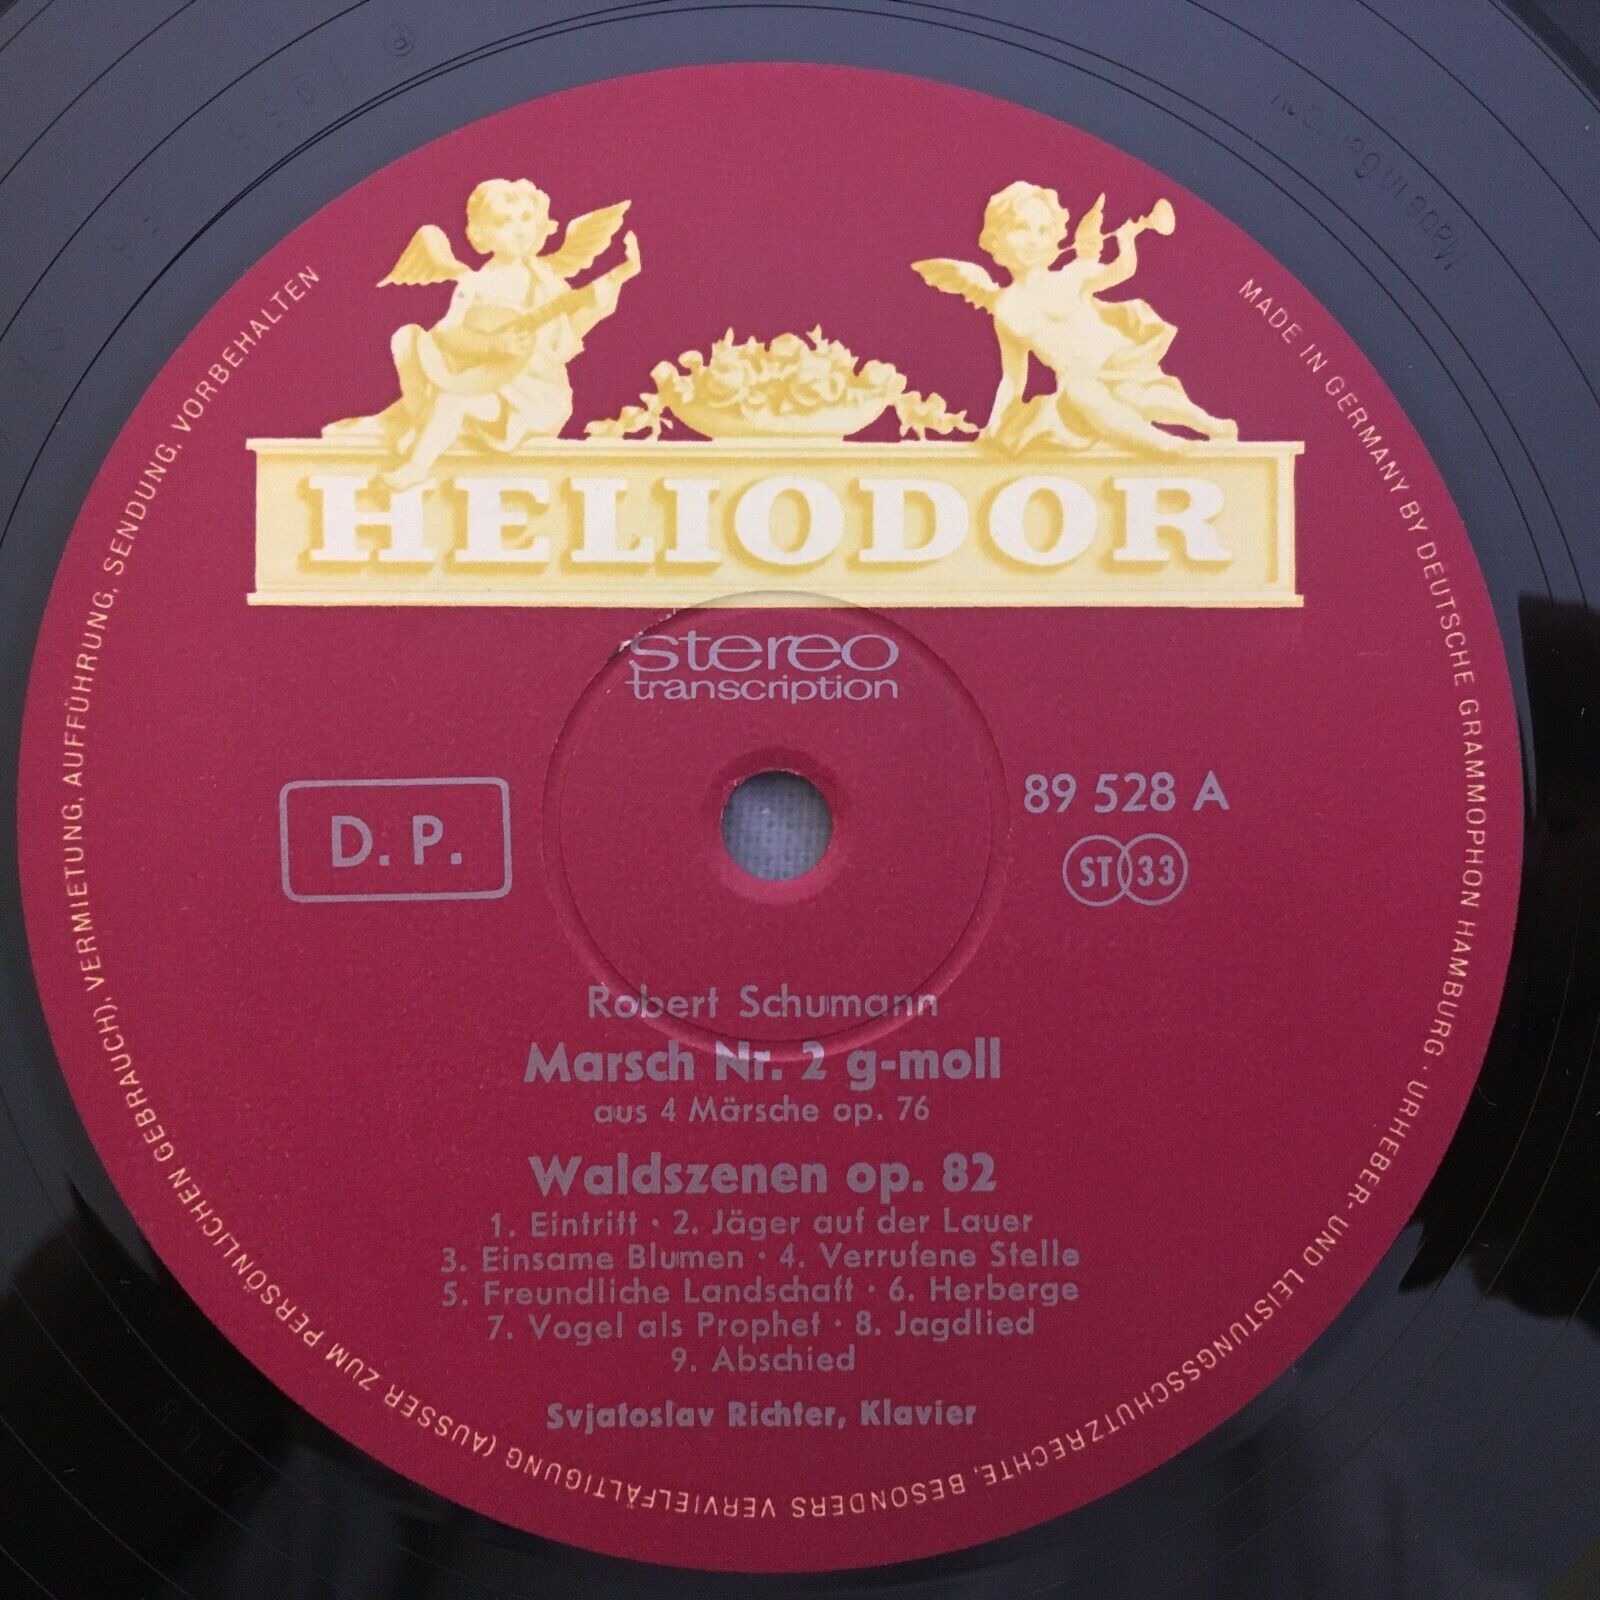 HELIODOR
stereo
transcription
D. P.
89 528 A
ST 33
Robert Schumann
Marsch Nr. 2 g-moll
aus 4 Märsche op. 76
Waldszenen op. 82
1. Eintritt · 2. Jäger auf der Lauer
3. Einsame Blumen · 4. Verrufene Stelle
5. Freundliche Landschaft · 6. Herberge
7. Vogel als Prophet · 8. Jagdlied
9. Abschied
Svjatoslav Richter, Klavier
MADE IN GERMANY BY DEUTSCHE GRAMMOPHON HAMBURG · URHEBER- UND LEISTUNGSSCHUTZRECHTE, BESONDERS VERVIELFÄLTIGUNG (AUSSER ZUM PERSÖNLICHEN GEBRAUCH), VERMIETUNG, AUFFÜHRUNG, SENDUNG, VORBEHALTEN
Made in Germany